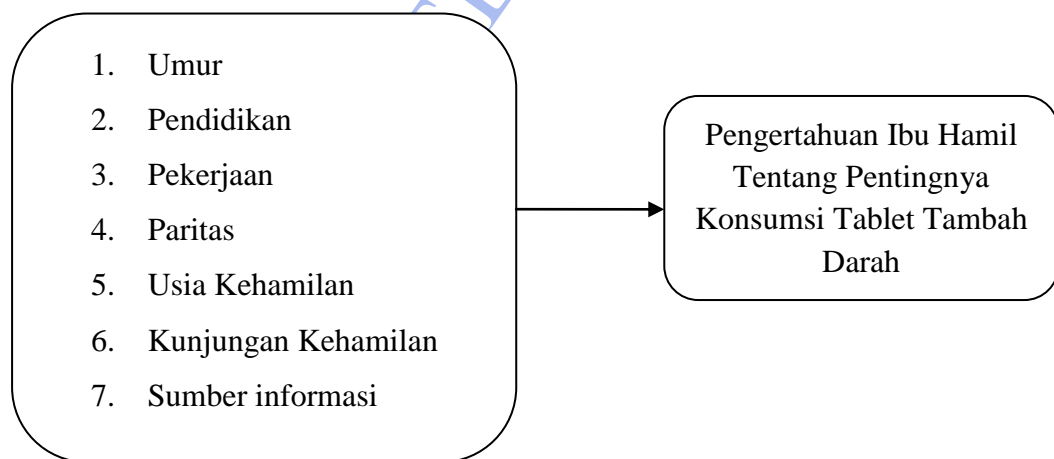 1. Umur
2. Pendidikan
3. Pekerjaan
4. Paritas
5. Usia Kehamilan
6. Kunjungan Kehamilan
7. Sumber informasi
Pengertahuan Ibu Hamil
Tentang Pentingnya
Konsumsi Tablet Tambah
Darah